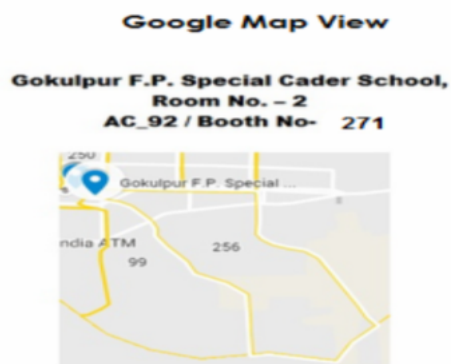 Google Map View
Gokulpur F.P. Special Cader School,
Room No. – 2
AC_92 / Booth No- 271
250
Gokulpur F.P. Special ...
ndia ATM
256
99